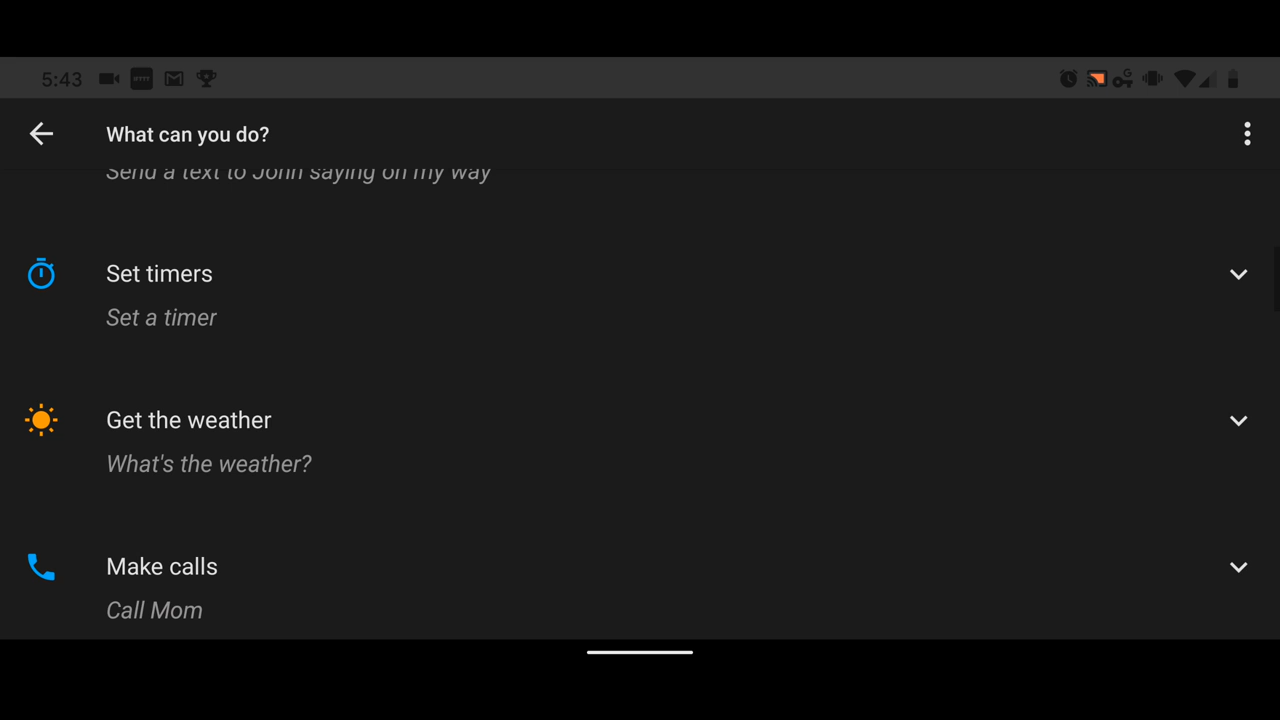 5:43
IFTTT
G
What can you do?
Send a text to John saying on my way
Set timers
Set a timer
Get the weather
What's the weather?
Make calls
Call Mom